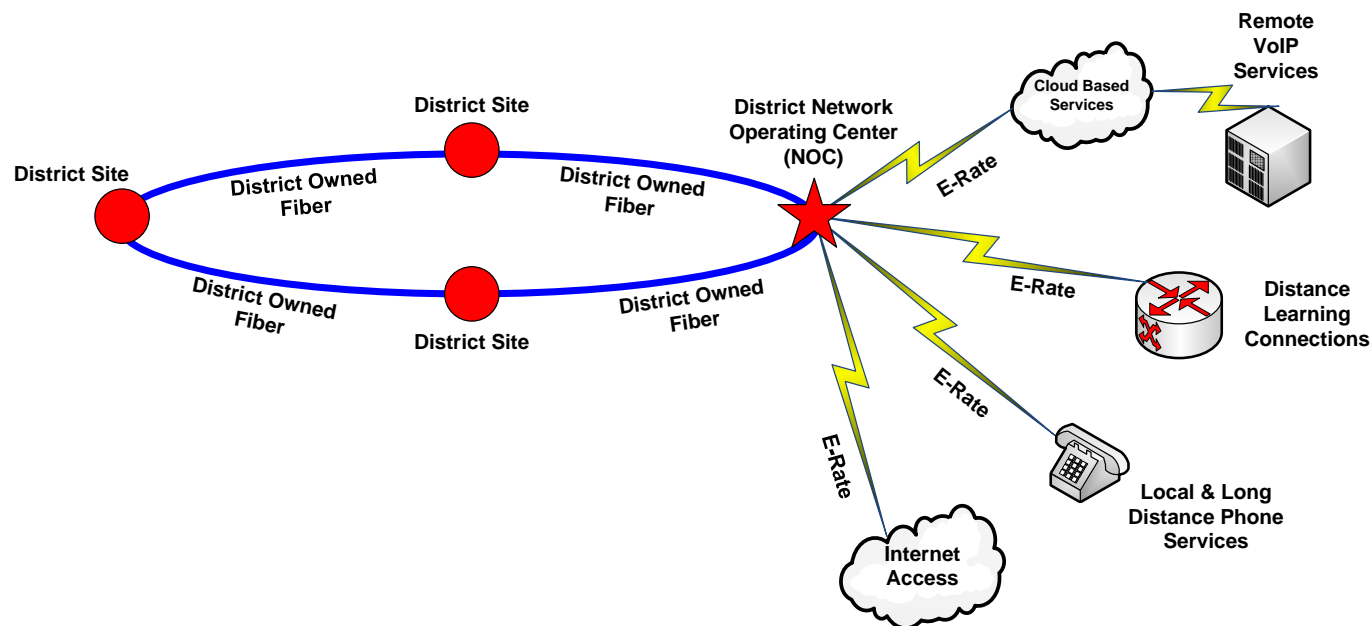 District Site
District Site
District Owned
Fiber
District Owned
Fiber
District Owned
Fiber
District Owned
Fiber
District Site
District Network
Operating Center
(NOC)
E-Rate
Cloud Based
Services
Remote
VoIP
Services
E-Rate
Distance
Learning
Connections
E-Rate
Local & Long
Distance Phone
Services
E-Rate
Internet
Access